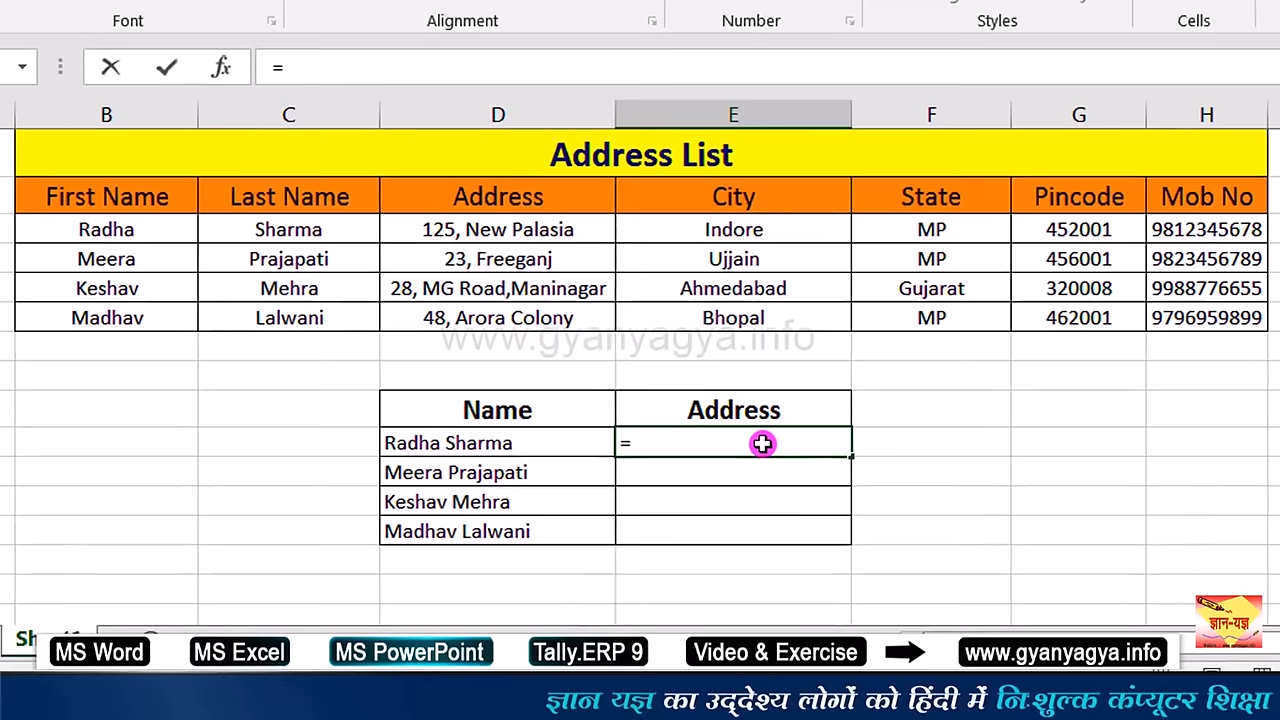 Font Alignment Number Styles Cells
fx =
B C D E F G H
Address List
First Name Last Name Address City State Pincode Mob No
Radha Sharma 125, New Palasia Indore MP 452001 9812345678
Meera Prajapati 23, Freeganj Ujjain MP 456001 9823456789
Keshav Mehra 28, MG Road,Maninagar Ahmedabad Gujarat 320008 9988776655
Madhav Lalwani 48, Arora Colony Bhopal MP 462001 9796959899
www.gyanyagya.info
Name Address
Radha Sharma =
Meera Prajapati
Keshav Mehra
Madhav Lalwani
ज्ञान-यज्ञ
MS Word MS Excel MS PowerPoint Tally.ERP 9 Video & Exercise www.gyanyagya.info
ज्ञान यज्ञ का उद्देश्य लोगों को हिंदी में निःशुल्क कंप्यूटर शिक्षा